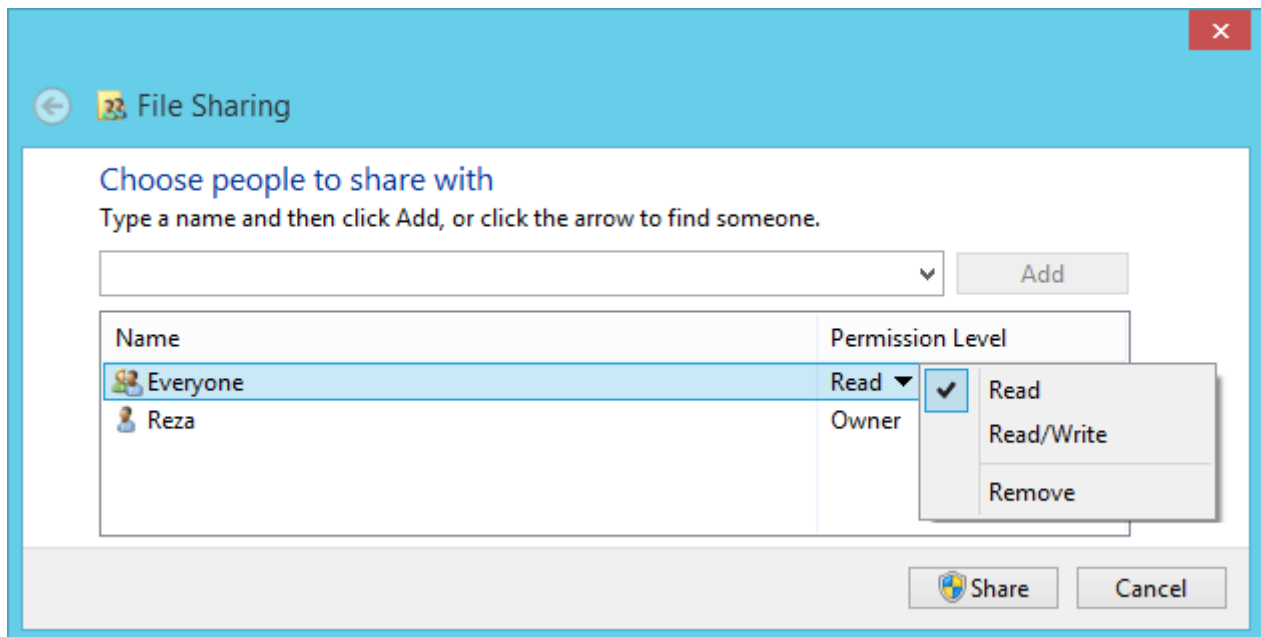 File Sharing
Choose people to share with
Type a name and then click Add, or click the arrow to find someone.
Add
Name Permission Level
Everyone Read
Reza Owner
Read
Read/Write
Remove
Share Cancel